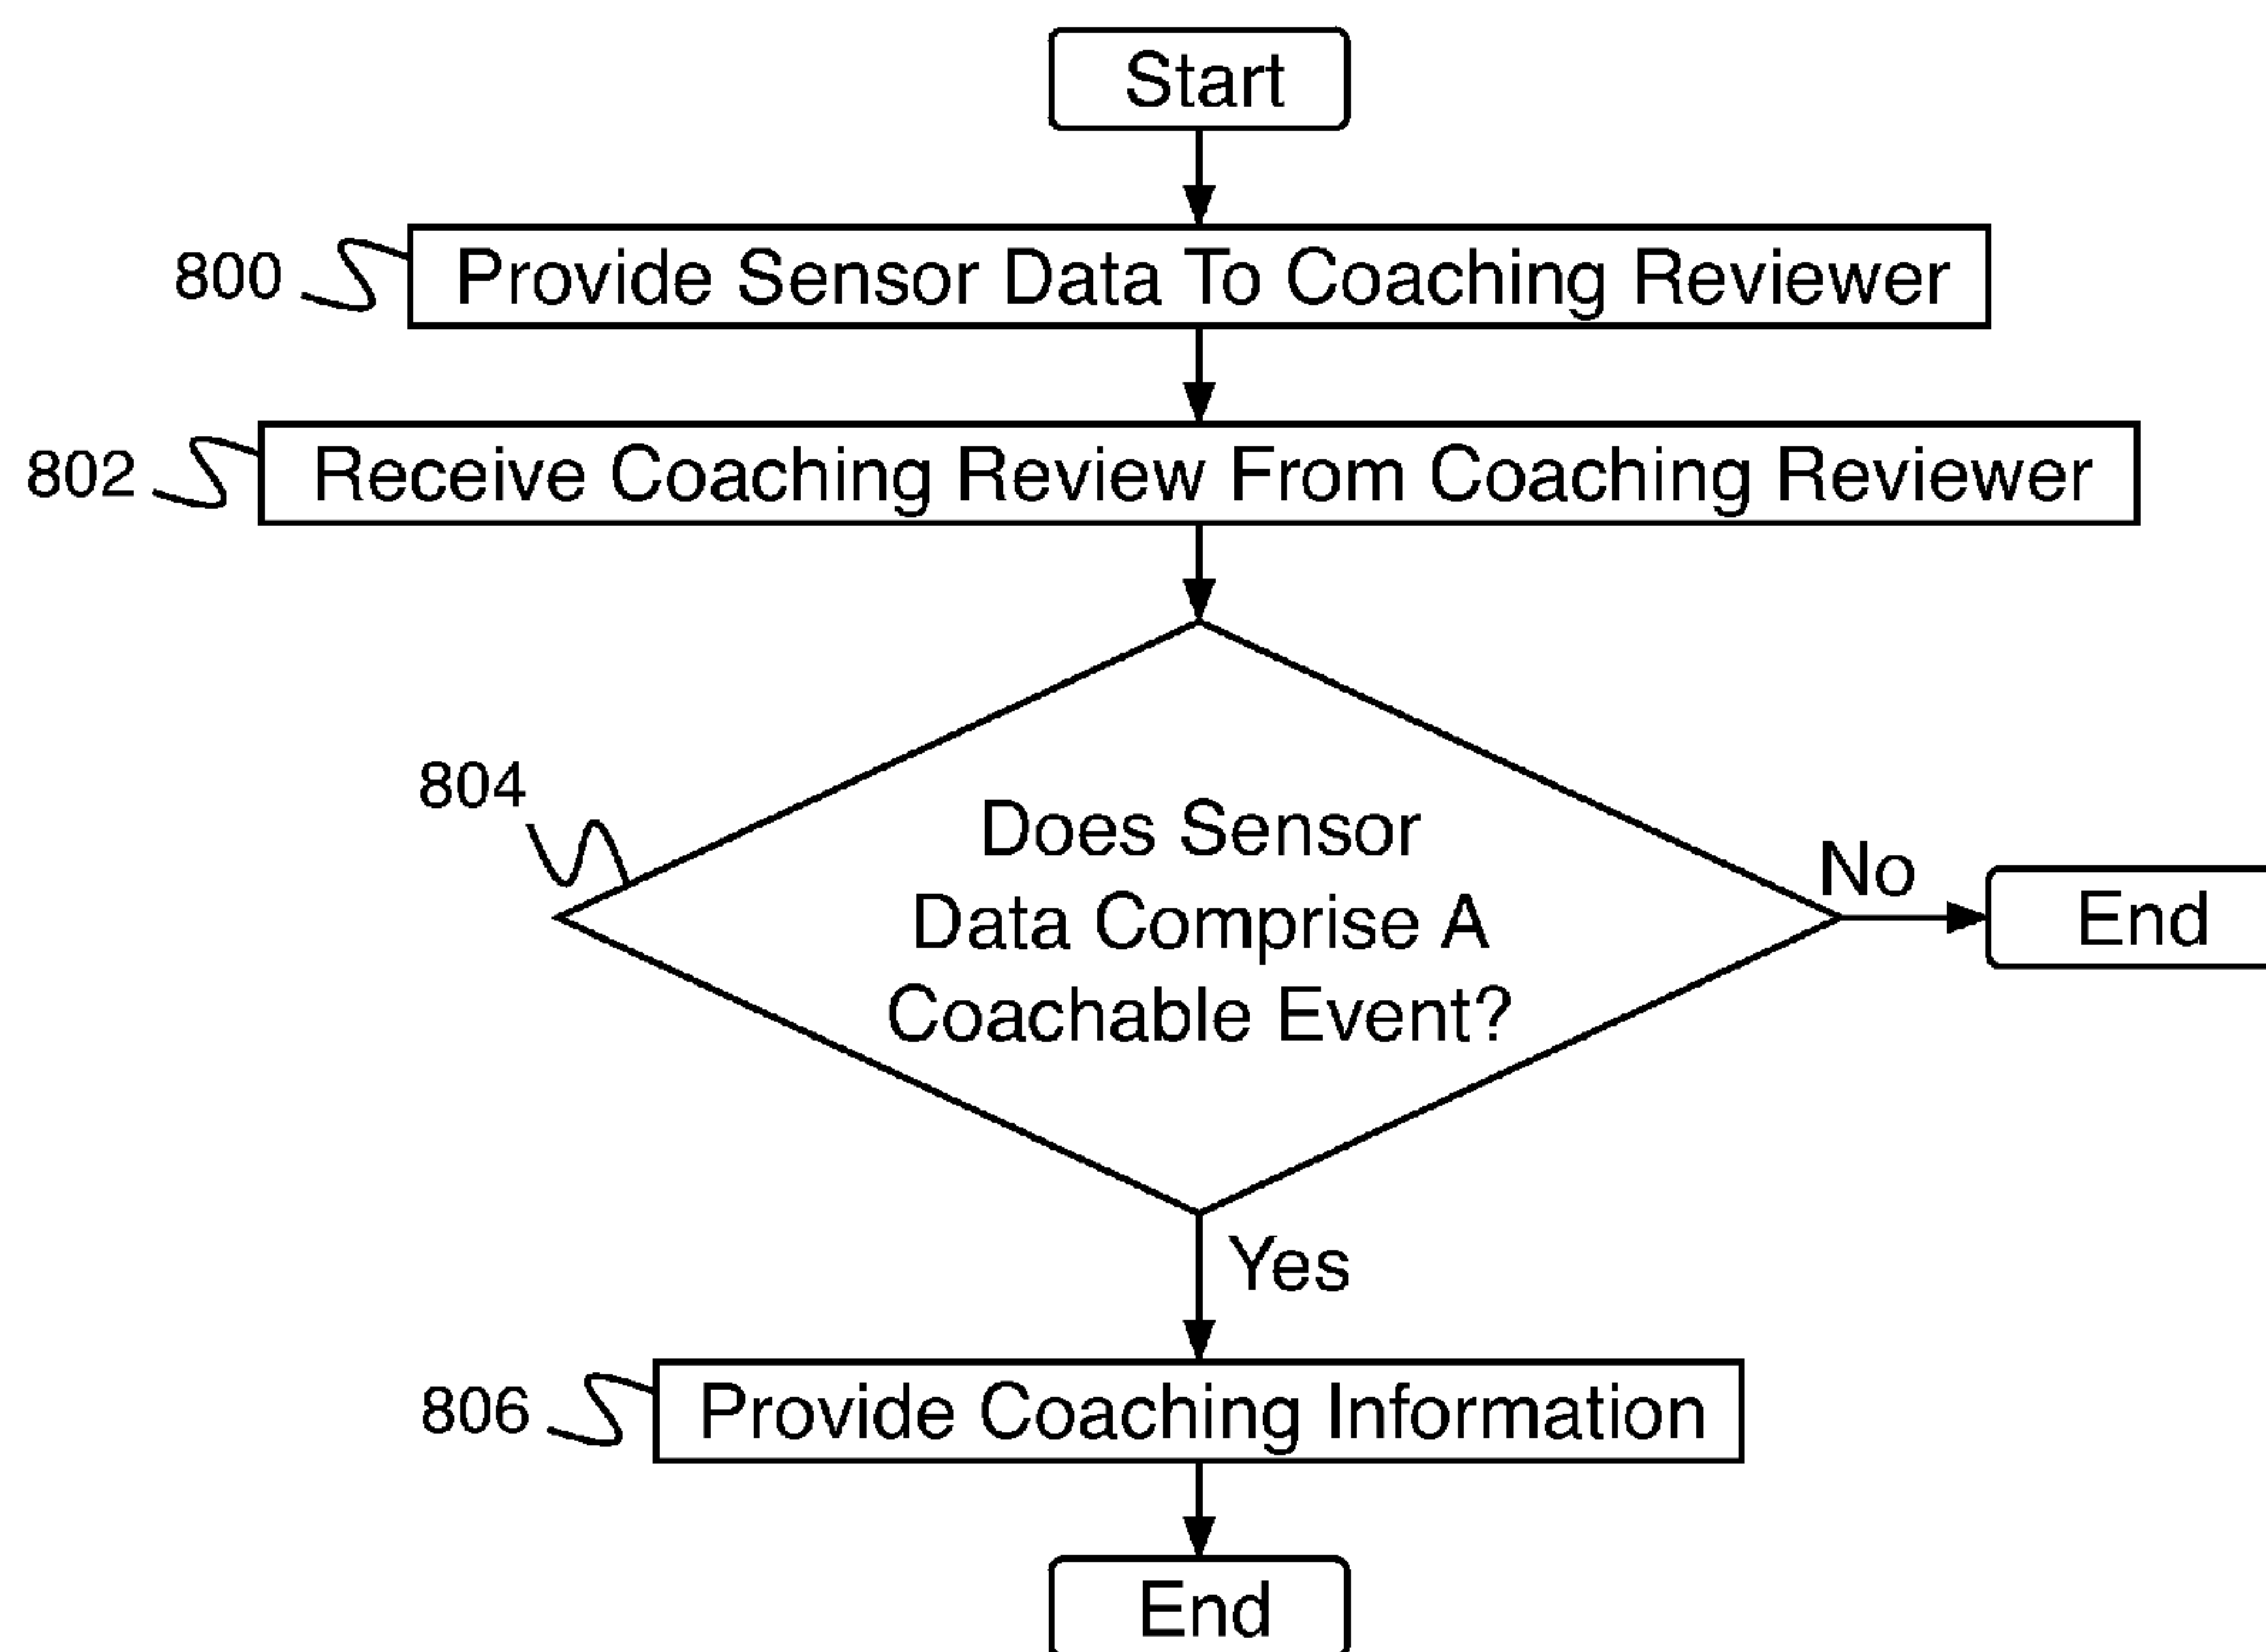 Start
800
Provide Sensor Data To Coaching Reviewer
802
Receive Coaching Review From Coaching Reviewer
804
Does Sensor
Data Comprise A
Coachable Event?
No
End
Yes
806
Provide Coaching Information
End